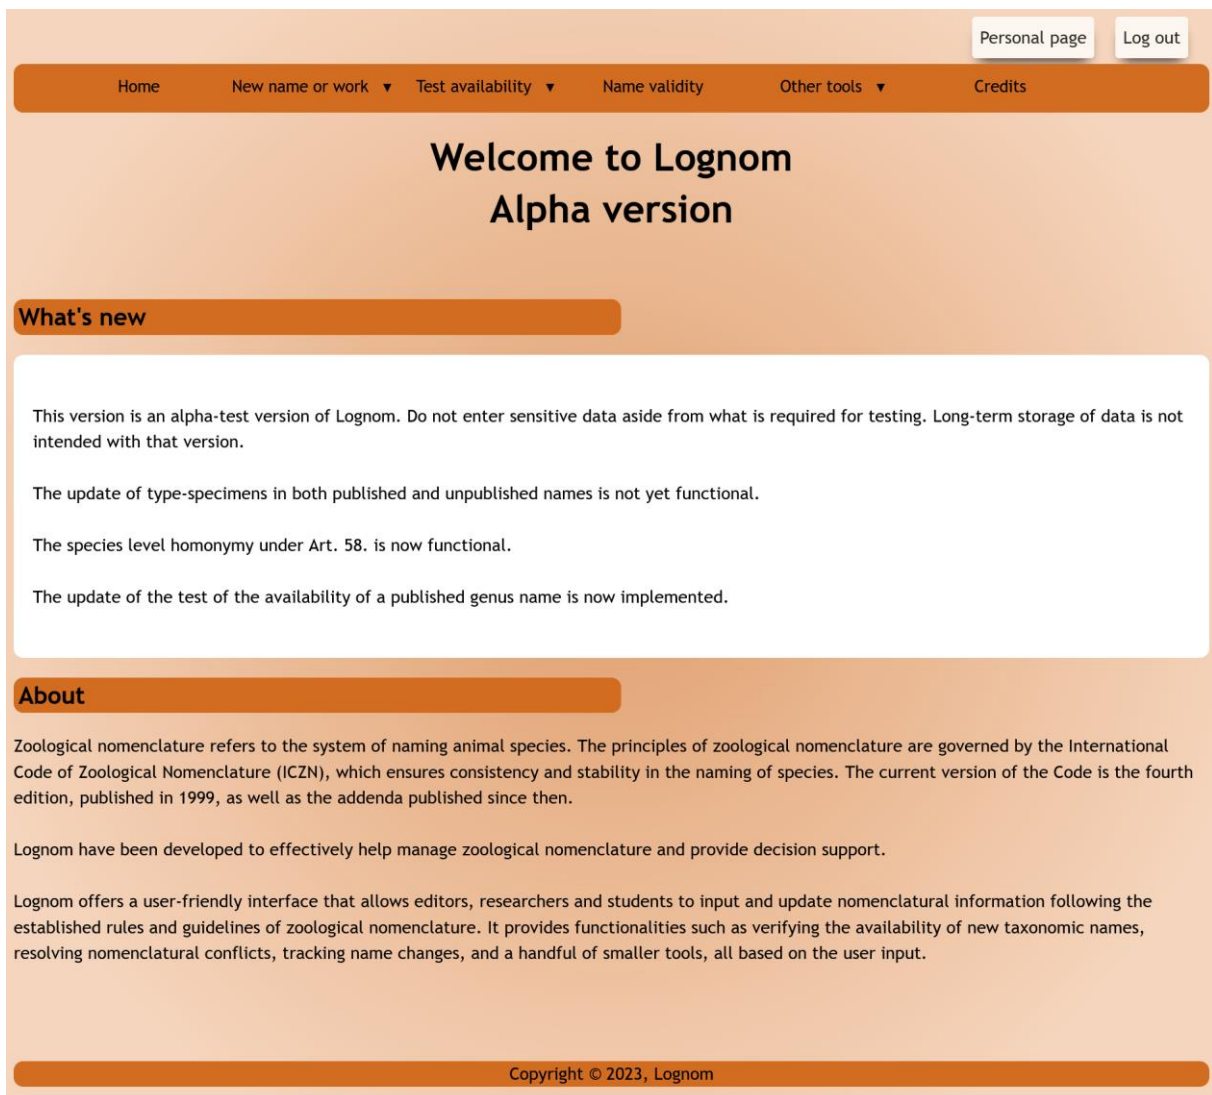 Personal page Log out
Home New name or work ▼ Test availability ▼ Name validity Other tools ▼ Credits
Welcome to Lognom
Alpha version
What's new
This version is an alpha-test version of Lognom. Do not enter sensitive data aside from what is required for testing. Long-term storage of data is not
intended with that version.
The update of type-specimens in both published and unpublished names is not yet functional.
The species level homonymy under Art. 58. is now functional.
The update of the test of the availability of a published genus name is now implemented.
About
Zoological nomenclature refers to the system of naming animal species. The principles of zoological nomenclature are governed by the International
Code of Zoological Nomenclature (ICZN), which ensures consistency and stability in the naming of species. The current version of the Code is the fourth
edition, published in 1999, as well as the addenda published since then.
Lognom have been developed to effectively help manage zoological nomenclature and provide decision support.
Lognom offers a user-friendly interface that allows editors, researchers and students to input and update nomenclatural information following the
established rules and guidelines of zoological nomenclature. It provides functionalities such as verifying the availability of new taxonomic names,
resolving nomenclatural conflicts, tracking name changes, and a handful of smaller tools, all based on the user input.
Copyright © 2023, Lognom